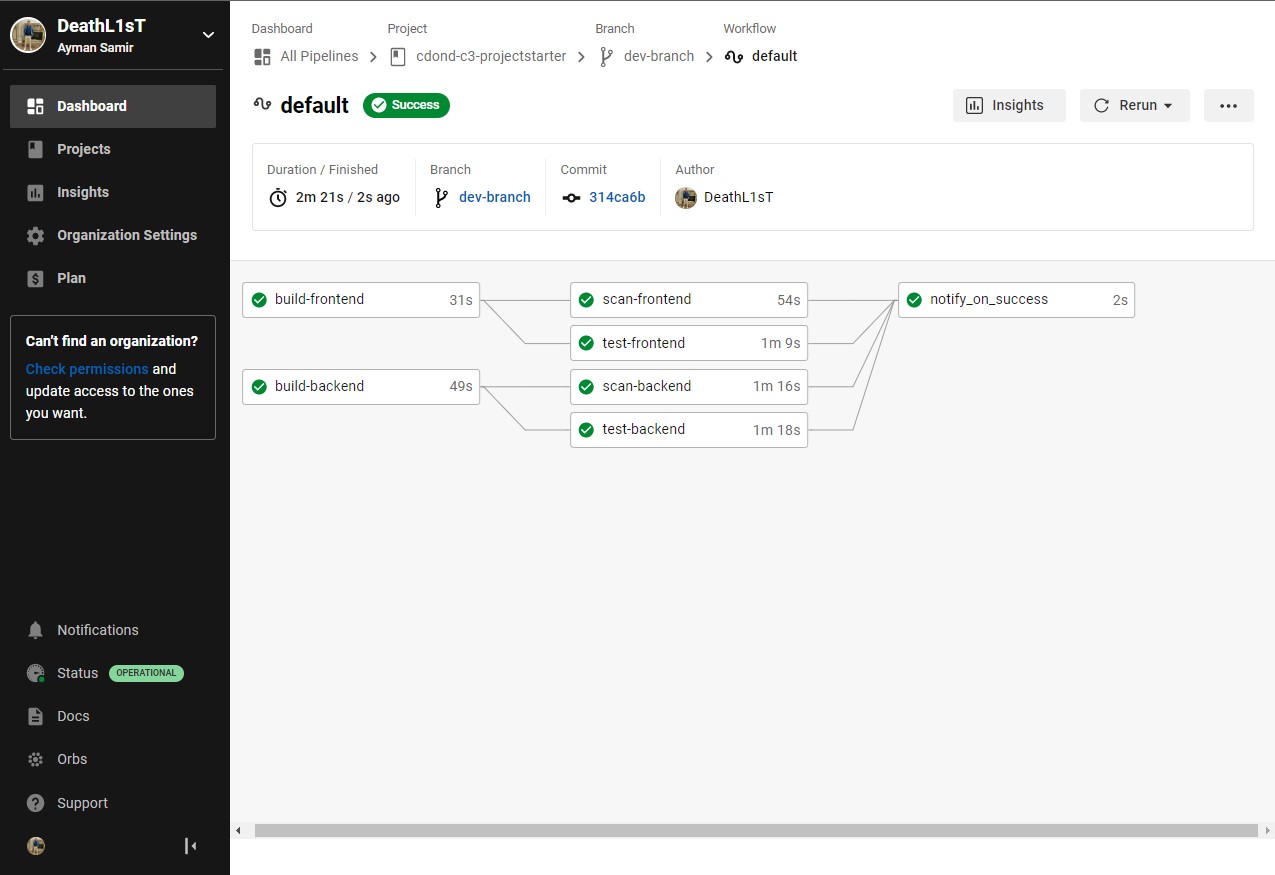 DeathL1sT
Ayman Samir
Dashboard
Projects
Insights
Organization Settings
Plan
Can't find an organization?
Check permissions and
update access to the ones
you want.
Notifications
Status OPERATIONAL
Docs
Orbs
Support
Dashboard Project Branch Workflow
All Pipelines cdond-c3-projectstarter dev-branch default
default Success Insights Rerun
Duration / Finished Branch Commit Author
2m 21s / 2s ago dev-branch 314ca6b DeathL1sT
build-frontend 31s scan-frontend 54s notify_on_success 2s
test-frontend 1m 9s
build-backend 49s scan-backend 1m 16s
test-backend 1m 18s